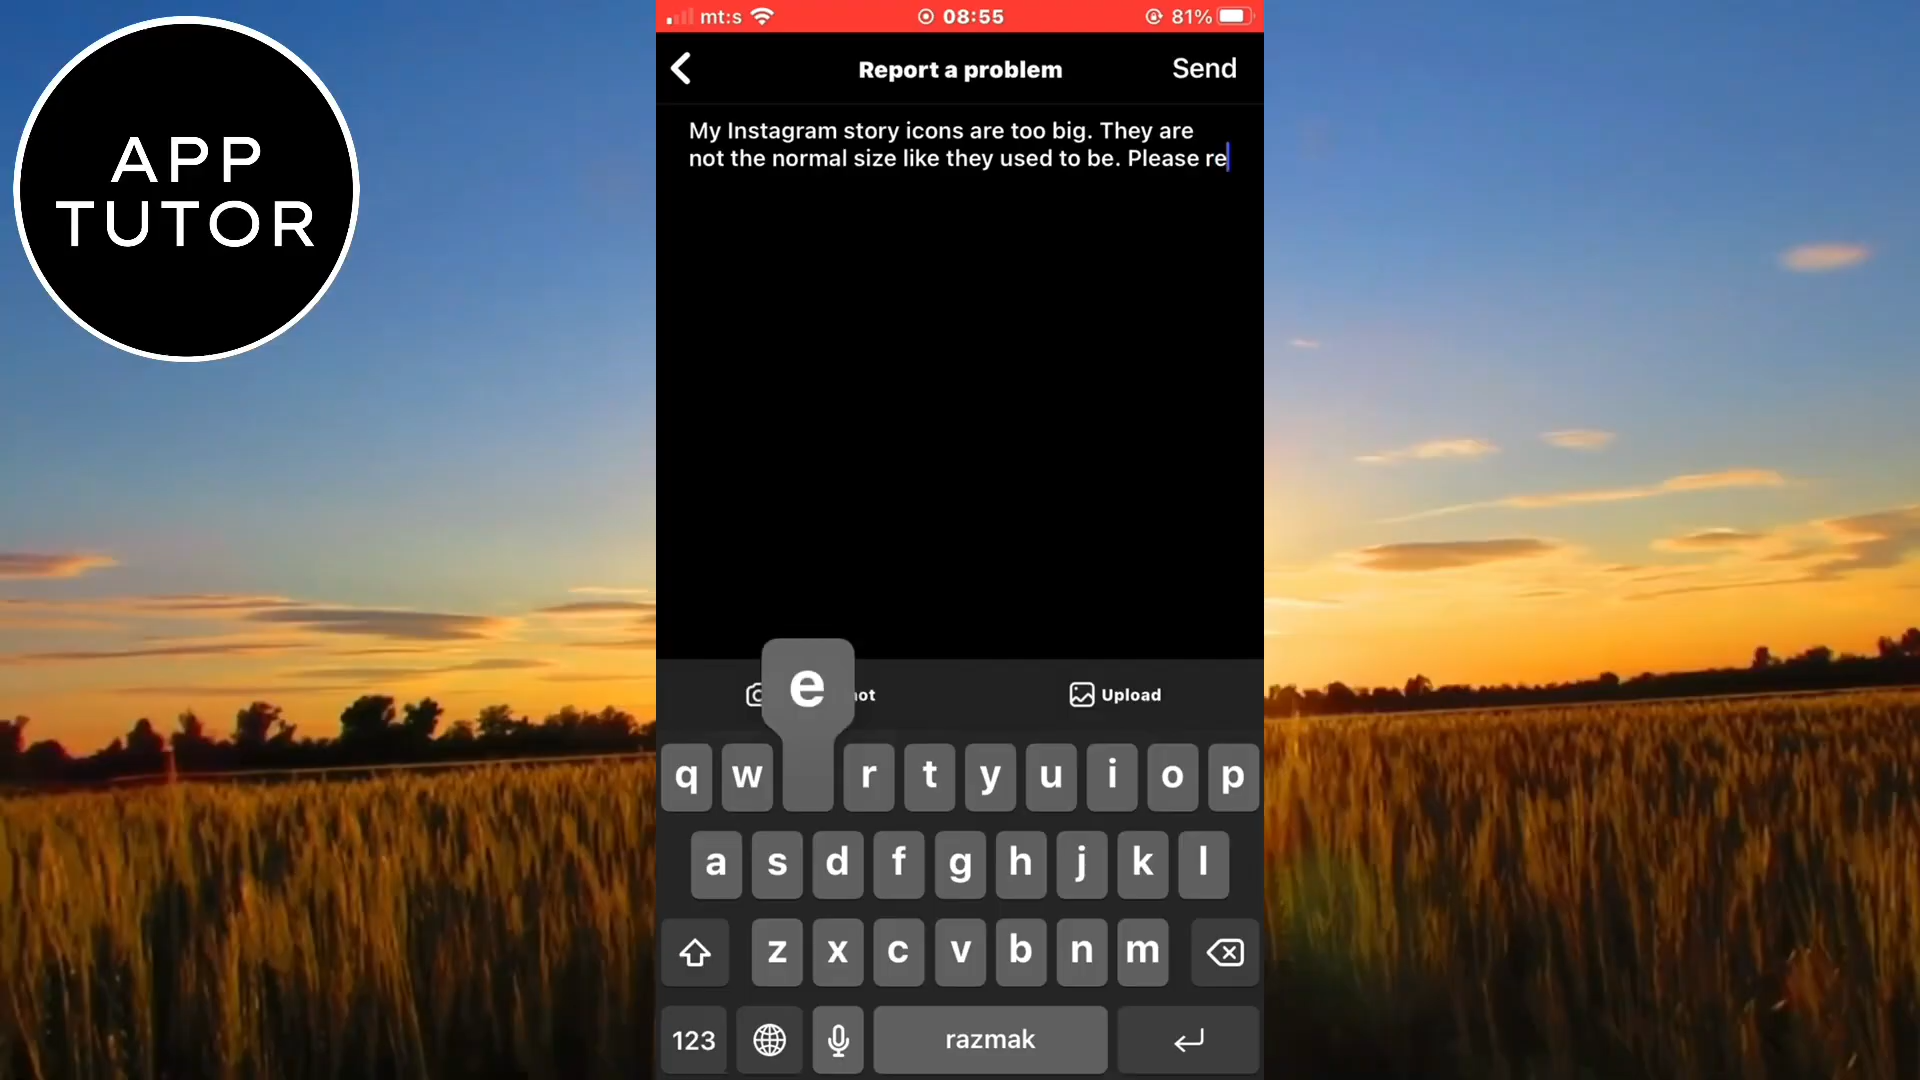 APP
TUTOR
mt:s 08:55 81%
Report a problem Send
My Instagram story icons are too big. They are
not the normal size like they used to be. Please re
e
Upload
q w r t y u i o p
a s d f g h j k l
z x c v b n m
123 razmak